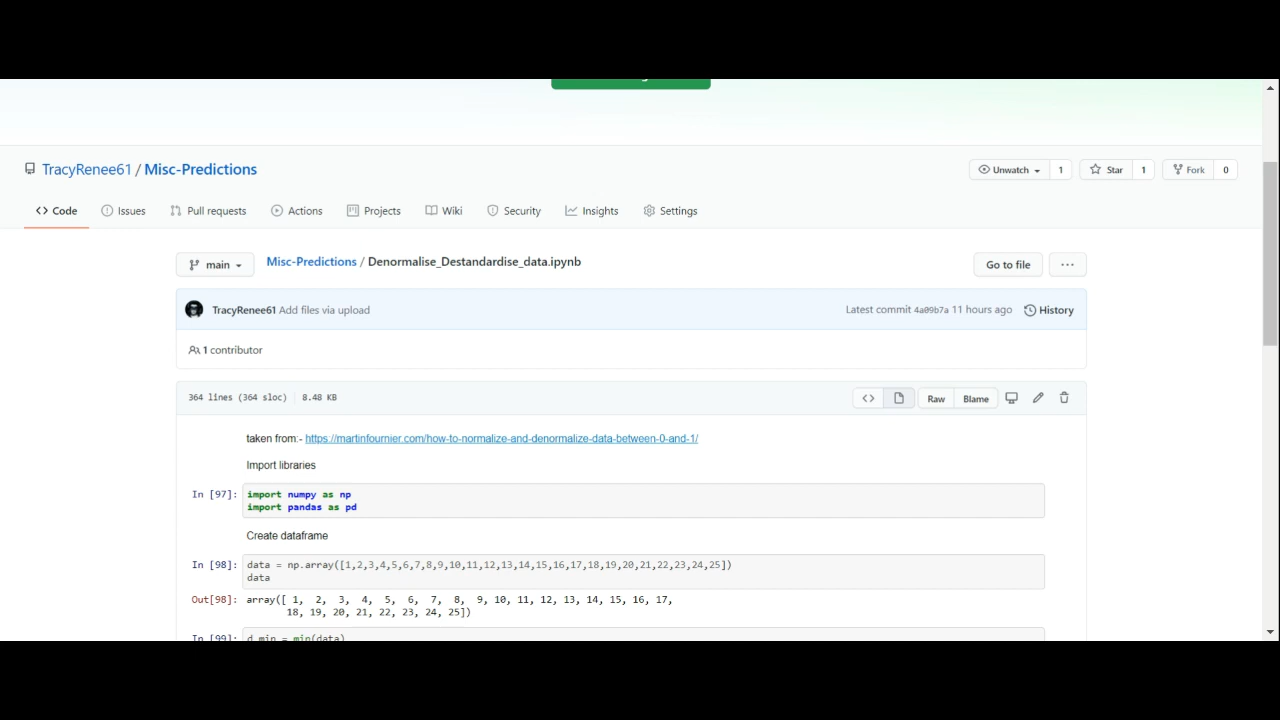 TracyRenee61 / Misc-Predictions
Unwatch 1 Star 1 Fork 0
Code Issues Pull requests Actions Projects Wiki Security Insights Settings
main Misc-Predictions / Denormalise_Destandardise_data.ipynb Go to file ...
TracyRenee61 Add files via upload Latest commit 4a09b7a 11 hours ago History
1 contributor
364 lines (364 sloc) 8.48 KB <> Raw Blame
taken from:- https://martinfournier.com/how-to-normalize-and-denormalize-data-between-0-and-1/
Import libraries
In [97]: import numpy as np
import pandas as pd
Create dataframe
In [98]: data = np.array([1,2,3,4,5,6,7,8,9,10,11,12,13,14,15,16,17,18,19,20,21,22,23,24,25])
data
Out[98]: array([ 1, 2, 3, 4, 5, 6, 7, 8, 9, 10, 11, 12, 13, 14, 15, 16, 17,
18, 19, 20, 21, 22, 23, 24, 25])
In [99]: d_min = min(data)